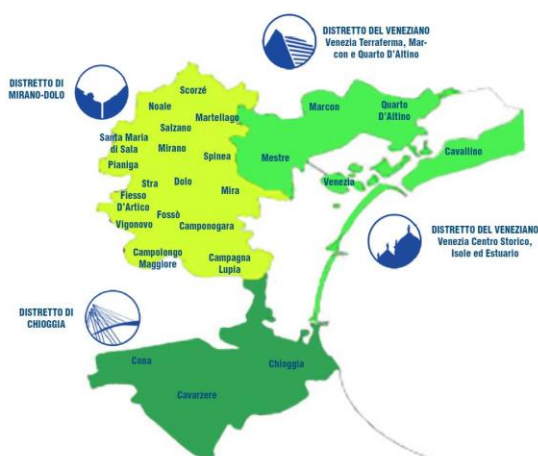 DISTRETTO DEL VENEZIANO
Venezia Terraferma, Mar-
con e Quarto D'Altino
DISTRETTO DI
MIRANO-DOLO
Scorzé
Noale
Martellago
Salzano
Santa Maria
di Sala
Mirano
Pianiga
Spinea
Stra
Dolo
Mira
Fiesso
D'Artico
Fossò
Vigonovo
Camponogara
Campolongo
Maggiore
Campagna
Lupia
Marcon
Quarto
D'Altino
Mestre
Cavallino
Venezia
DISTRETTO DEL VENEZIANO
Venezia Centro Storico,
Isole ed Estuario
DISTRETTO DI
CHIOGGIA
Cona
Chioggia
Cavarzere